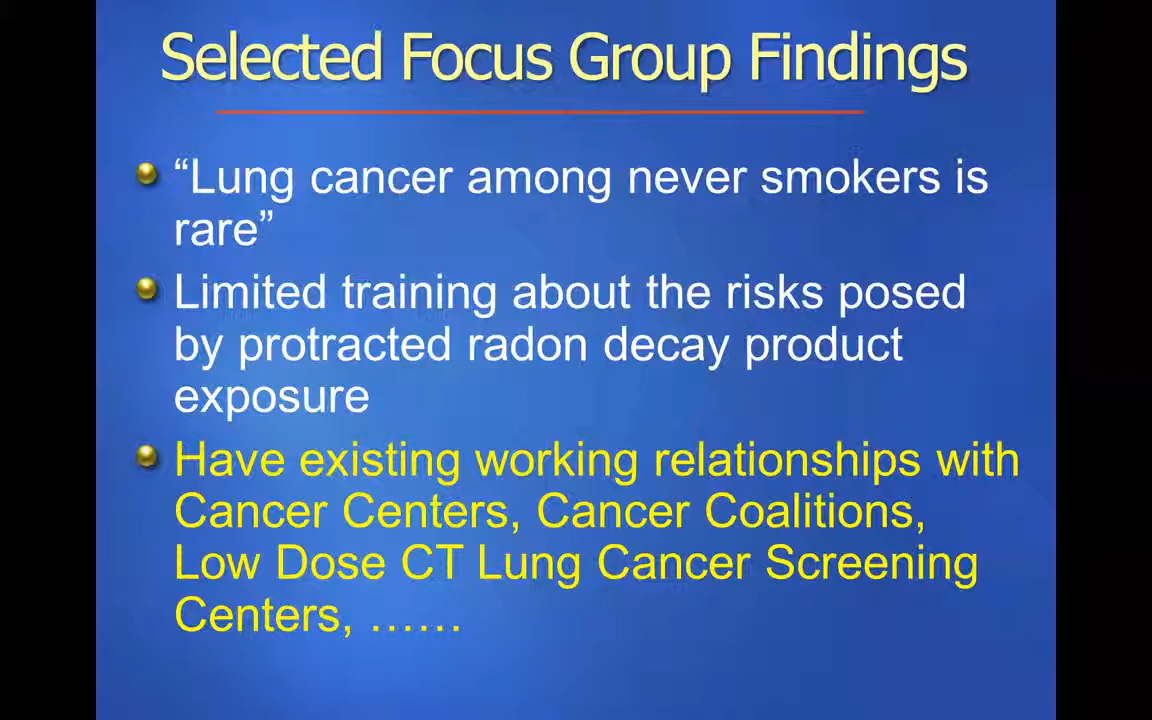 Selected Focus Group Findings
“Lung cancer among never smokers is
rare”
Limited training about the risks posed
by protracted radon decay product
exposure
Have existing working relationships with
Cancer Centers, Cancer Coalitions,
Low Dose CT Lung Cancer Screening
Centers, ……